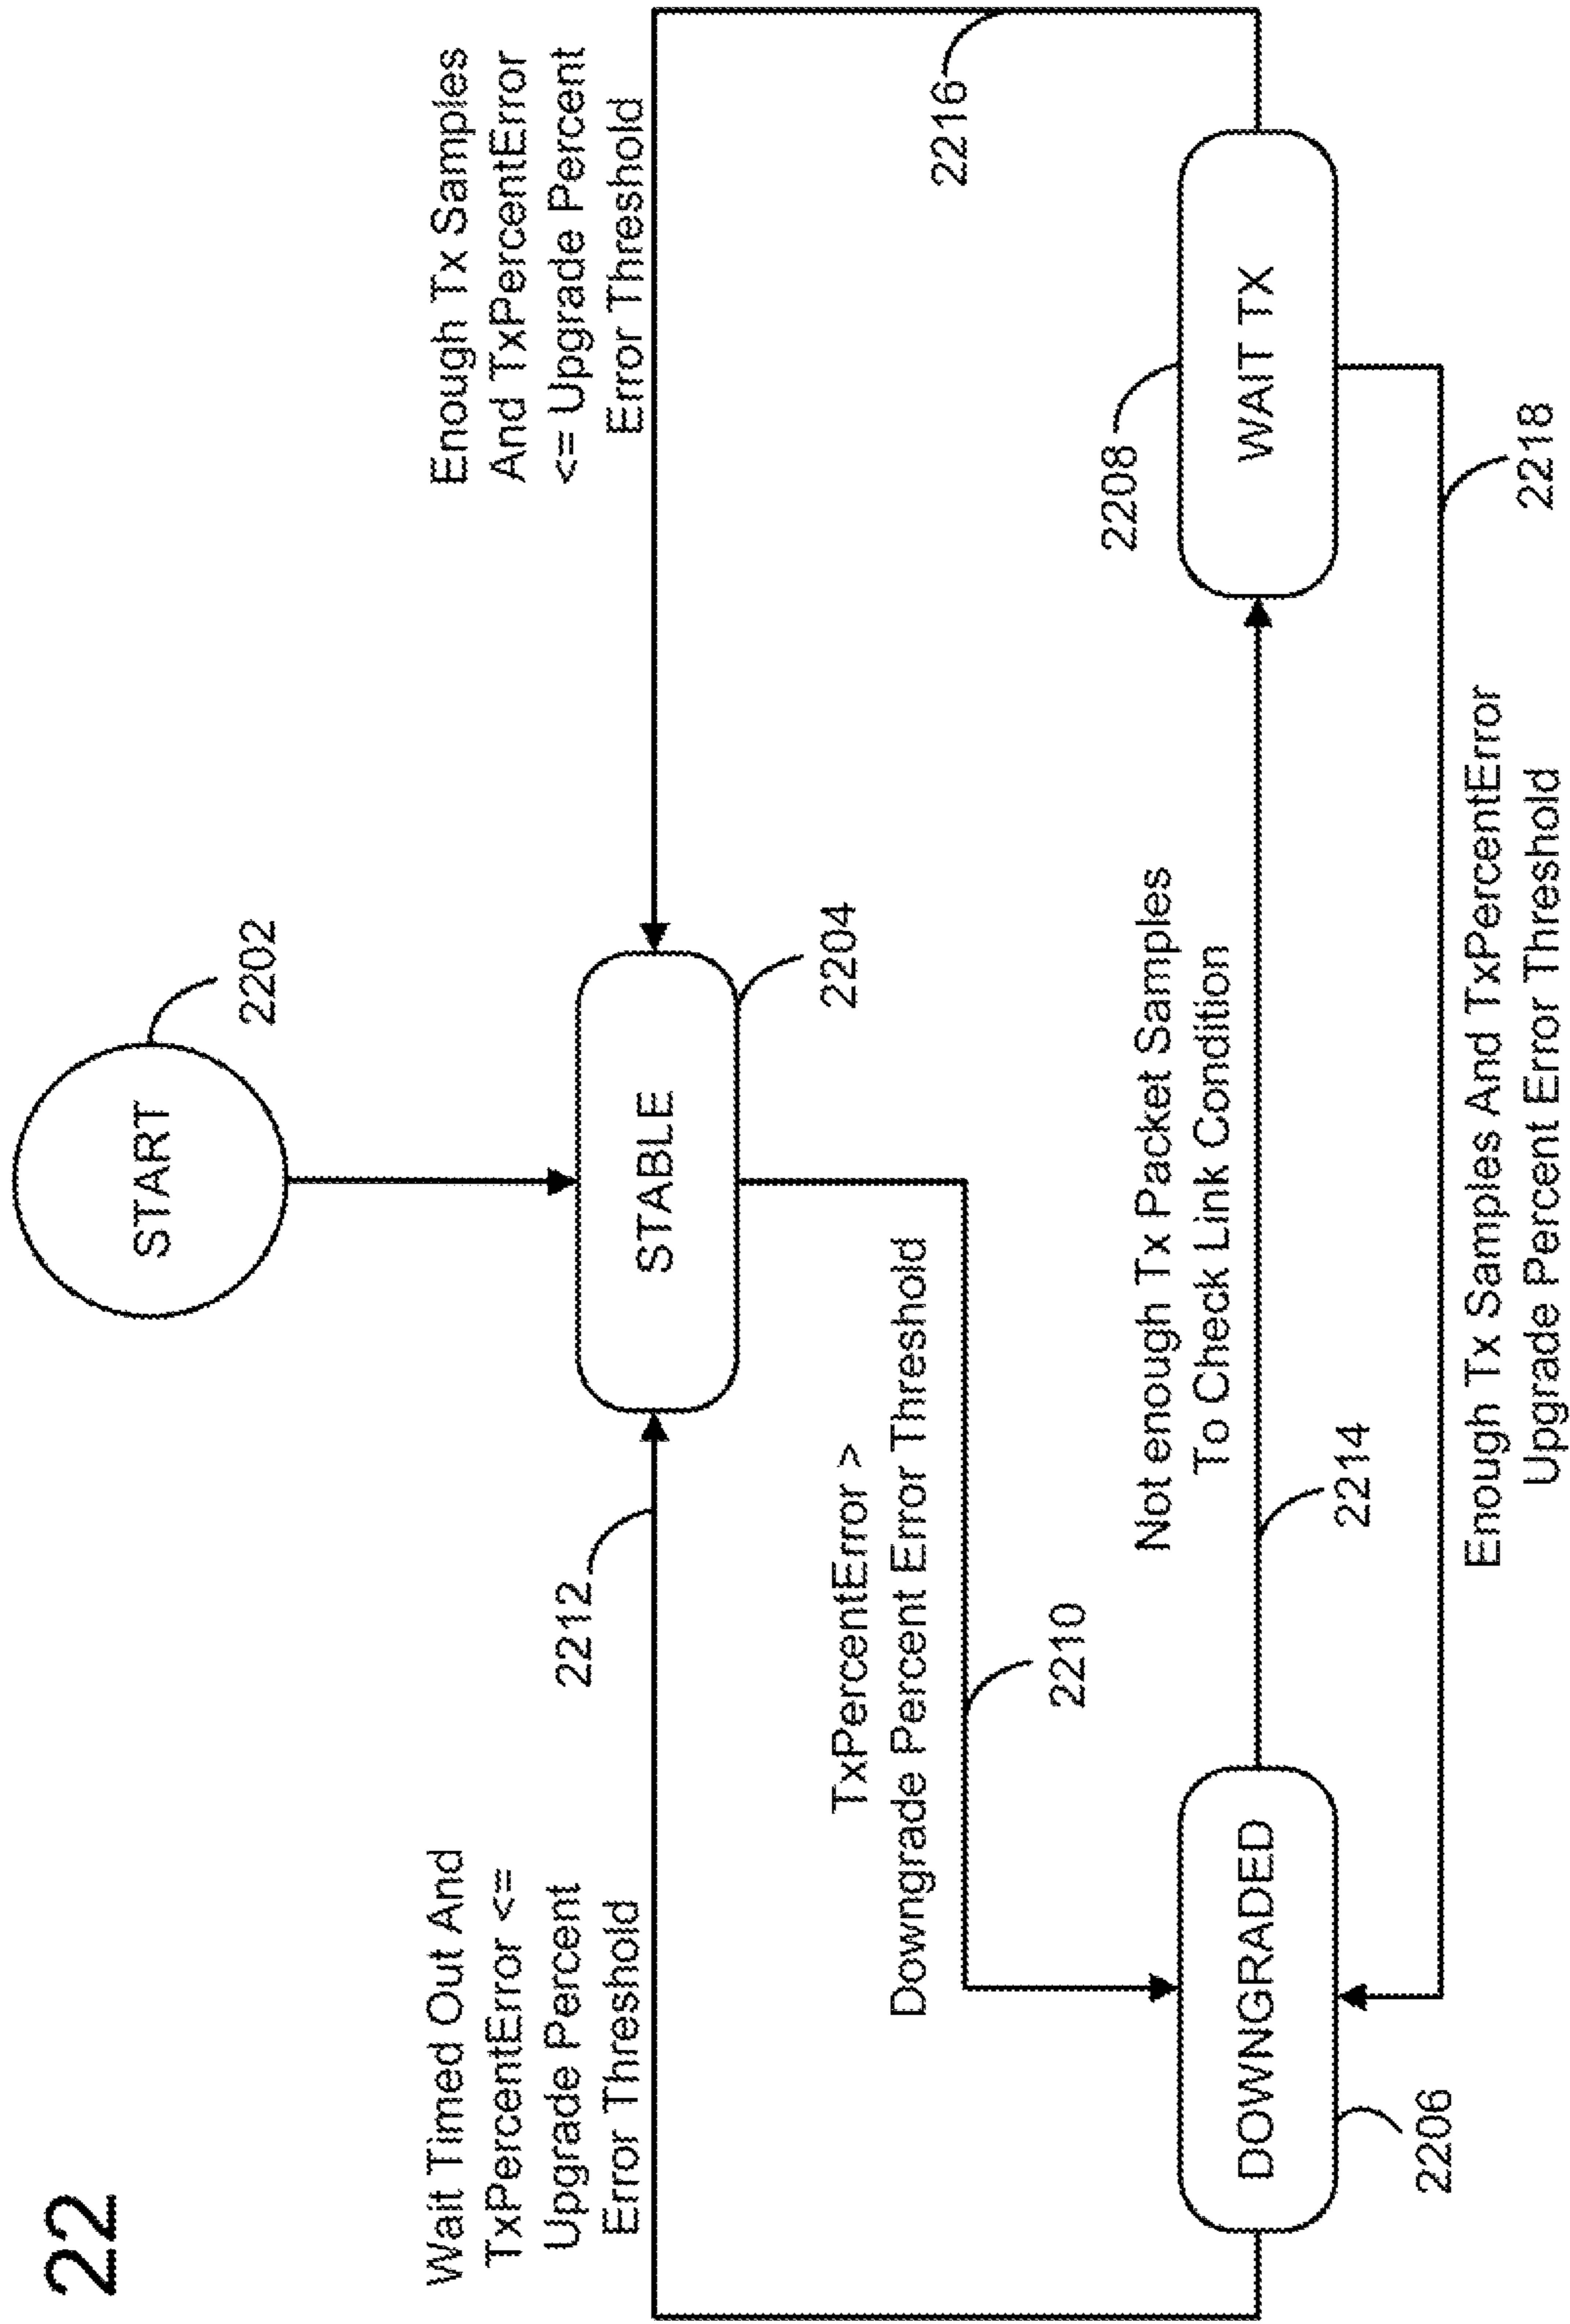 22
START
2202
Wait Timed Out And
TxPercentError <=
Upgrade Percent
Error Threshold
Enough Tx Samples
And TxPercentError
<= Upgrade Percent
Error Threshold
2212
STABLE
2204
2216
TxPercentError >
Downgrade Percent Error Threshold
2210
Not enough Tx Packet Samples
To Check Link Condition
2208
DOWNGRADED
WAIT TX
2206
2214
2218
Enough Tx Samples And TxPercentError
Upgrade Percent Error Threshold